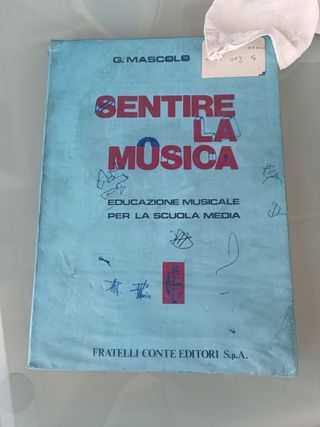 G. MASCOLO
SENTIRE
LA
MUSICA
EDUCAZIONE MUSICALE
PER LA SCUOLA MEDIA
FRATELLI CONTE EDITORI S.p.A.